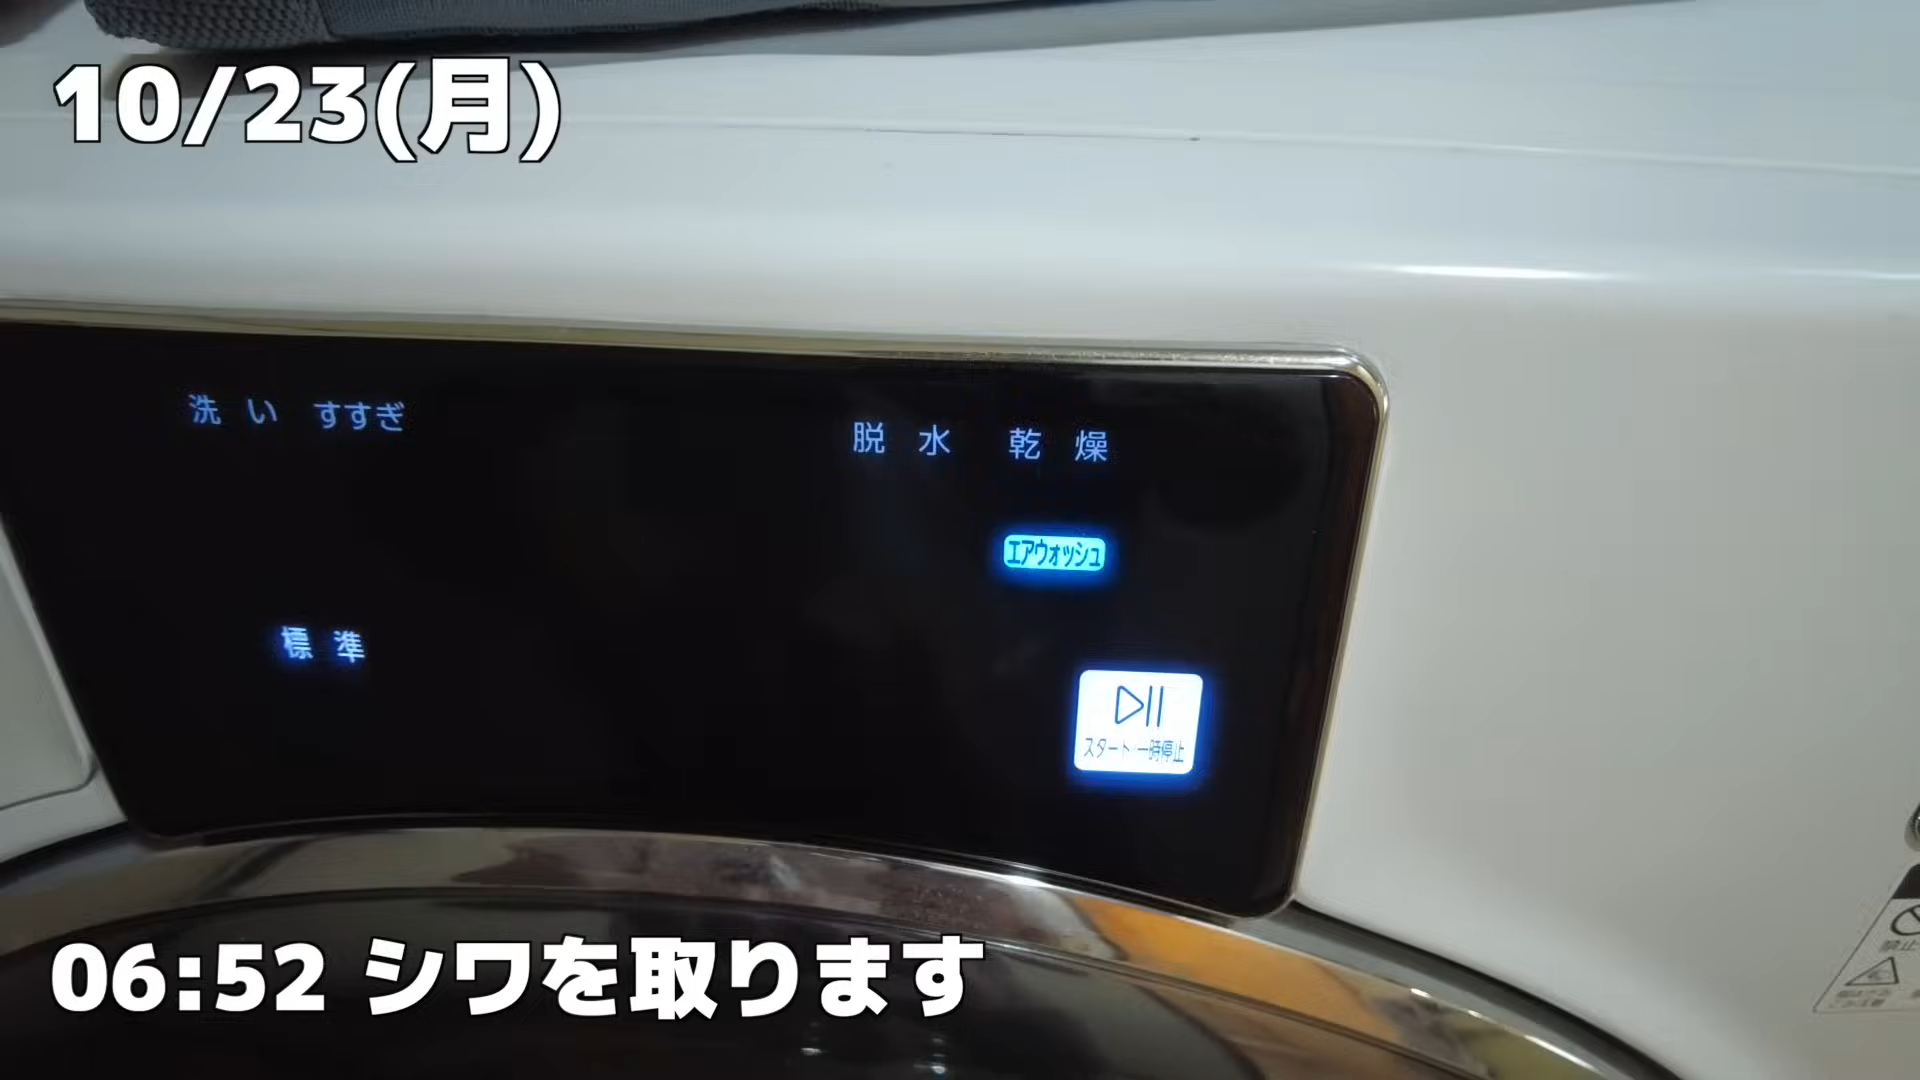 10/23(月)
洗い すすぎ 脱水 乾燥
エアウォッシュ
標準
スタート/一時停止
禁止
06:52 シワを取ります